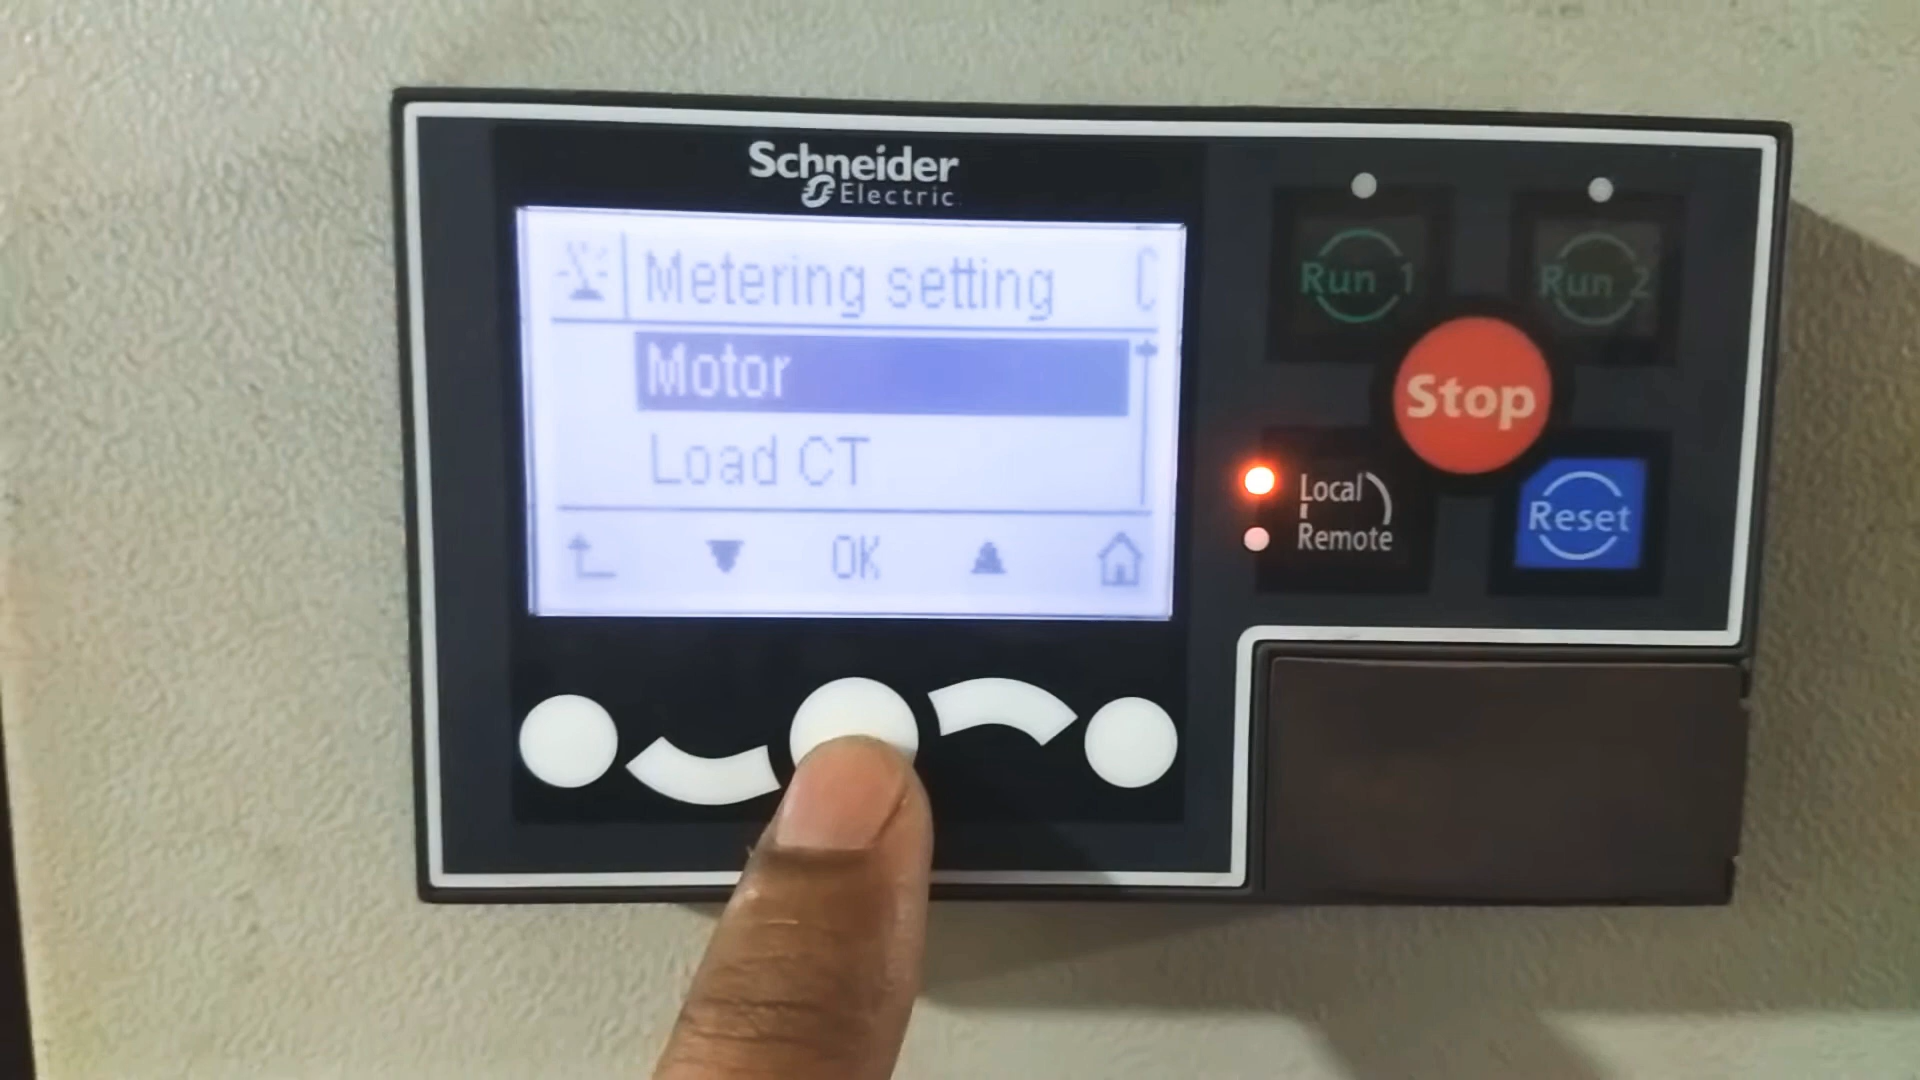 Schneider
Electric
Metering setting
Motor
Load CT
OK
Run 1
Run 2
Stop
Local
Remote
Reset